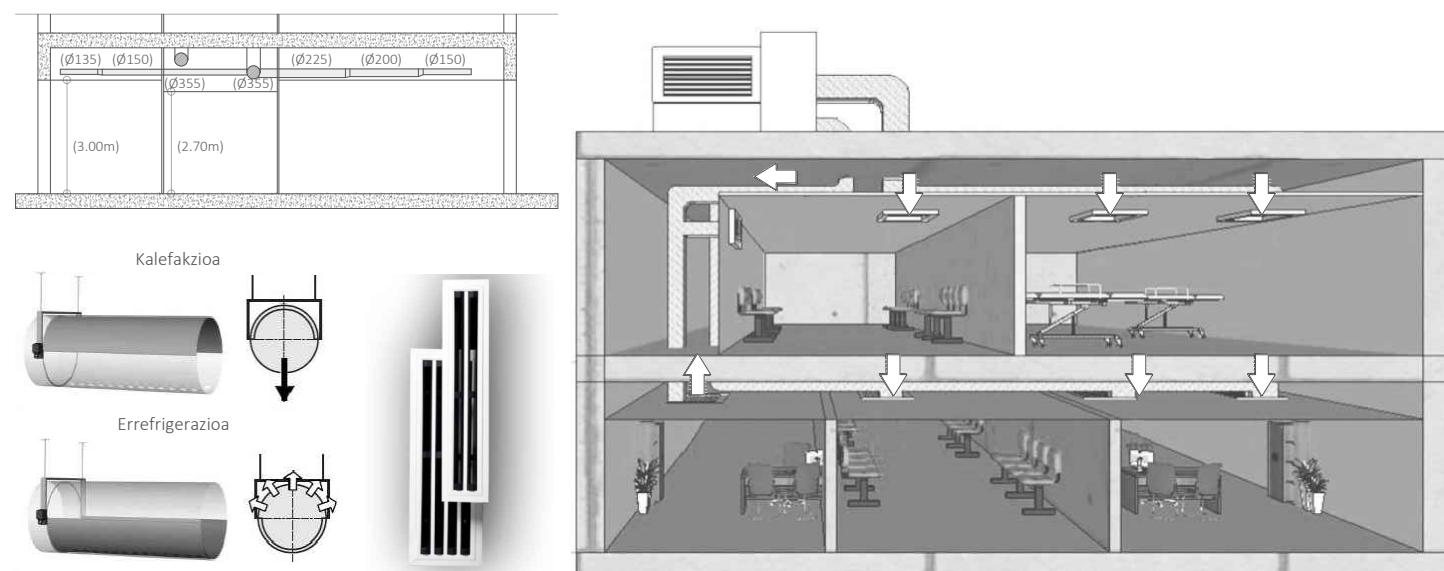 (Ø135) (Ø150) (Ø225) (Ø200) (Ø150)
(Ø355) (Ø355)
(3.00m) (2.70m)
Kalefakzioa
Errefrigerazioa